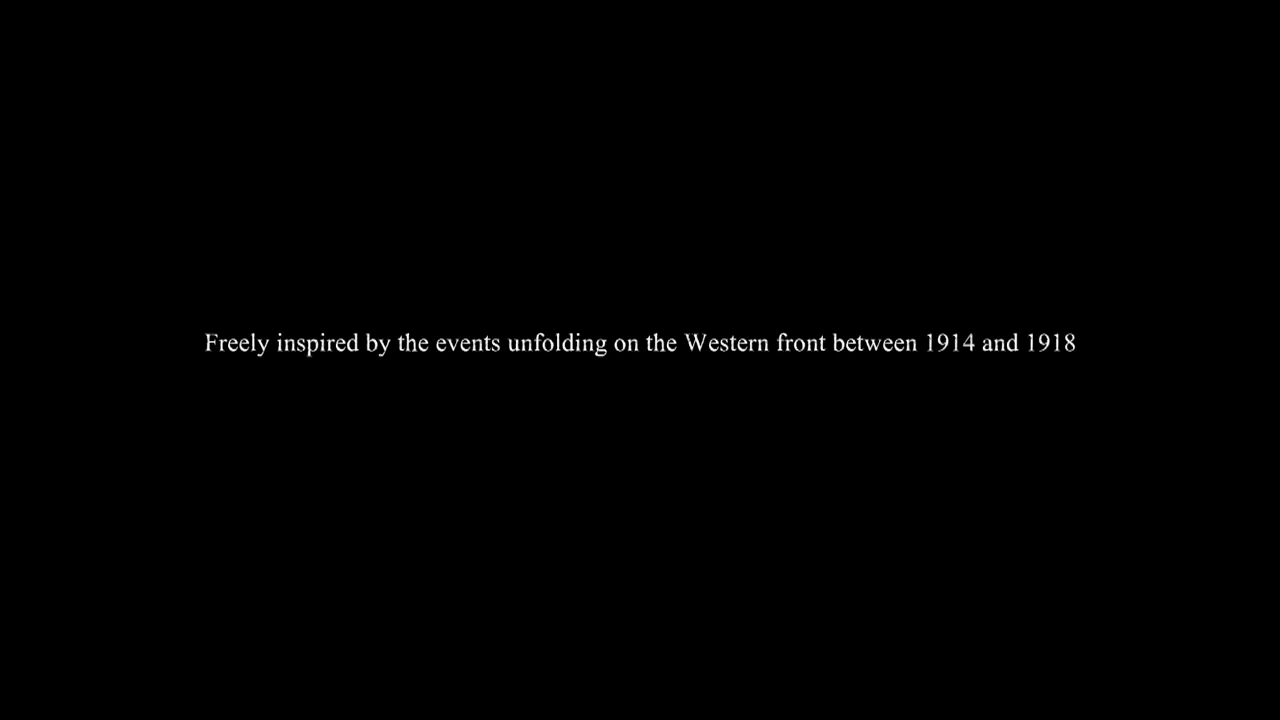 Freely inspired by the events unfolding on the Western front between 1914 and 1918